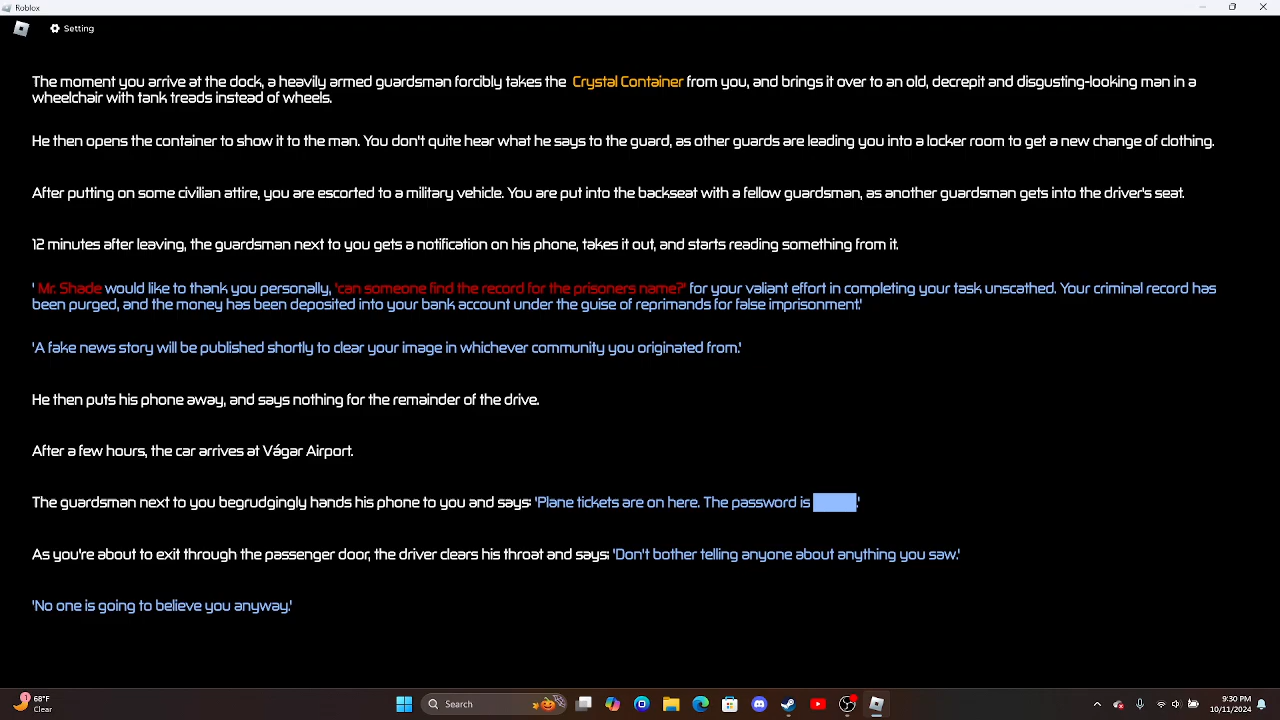 Roblox
Setting
The moment you arrive at the dock, a heavily armed guardsman forcibly takes the Crystal Container from you, and brings it over to an old, decrepit and disgusting-looking man in a
wheelchair with tank treads instead of wheels.
He then opens the container to show it to the man. You don't quite hear what he says to the guard, as other guards are leading you into a locker room to get a new change of clothing.
After putting on some civilian attire, you are escorted to a military vehicle. You are put into the backseat with a fellow guardsman, as another guardsman gets into the driver's seat.
12 minutes after leaving, the guardsman next to you gets a notification on his phone, takes it out, and starts reading something from it.
' Mr. Shade would like to thank you personally, 'can someone find the record for the prisoners name?' for your valiant effort in completing your task unscathed. Your criminal record has
been purged, and the money has been deposited into your bank account under the guise of reprimands for false imprisonment.'
'A fake news story will be published shortly to clear your image in whichever community you originated from.'
He then puts his phone away, and says nothing for the remainder of the drive.
After a few hours, the car arrives at Vágar Airport.
The guardsman next to you begrudgingly hands his phone to you and says: 'Plane tickets are on here. The password is .'
As you're about to exit through the passenger door, the driver clears his throat and says: 'Don't bother telling anyone about anything you saw.'
'No one is going to believe you anyway.'
1
68°F
Clear
Search
9:30 PM
10/11/2024